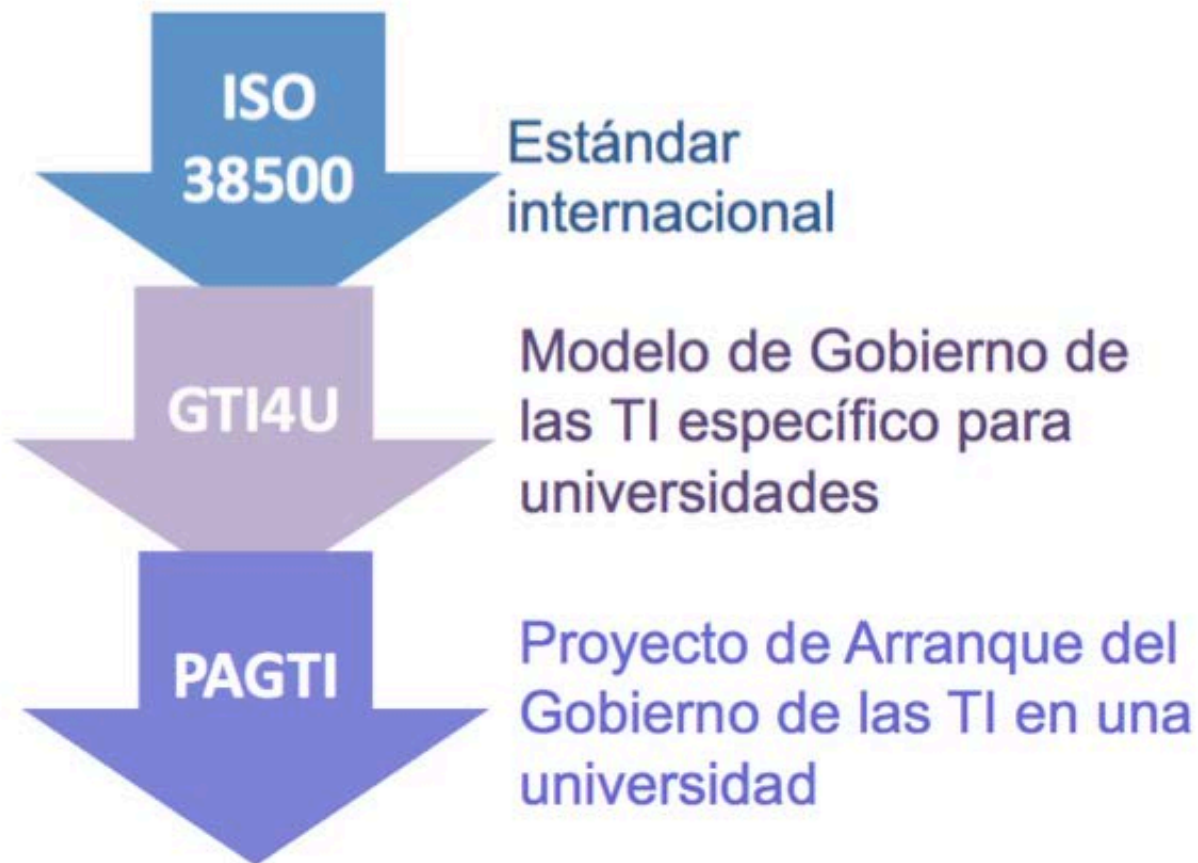 ISO
38500
Estándar
internacional
GTI4U
Modelo de Gobierno de
las TI específico para
universidades
PAGTI
Proyecto de Arranque del
Gobierno de las TI en una
universidad